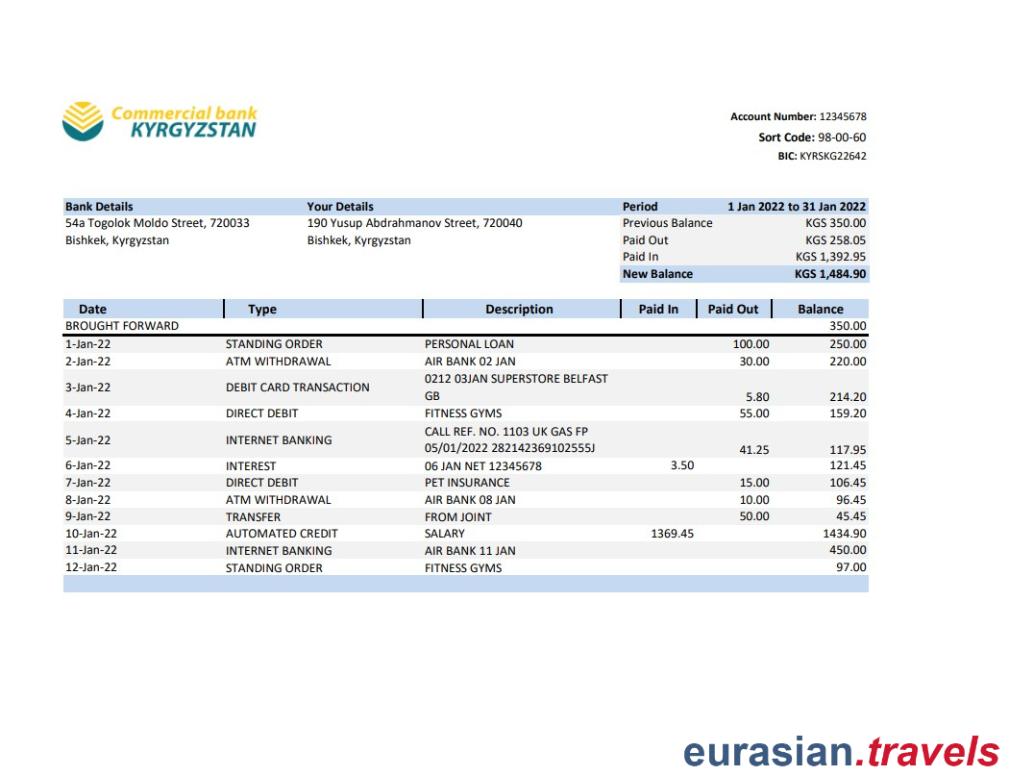 Commercial bank
KYRGYZSTAN
Account Number: 12345678
Sort Code: 98-00-60
BIC: KYRSKG22642
Bank Details Your Details Period 1 Jan 2022 to 31 Jan 2022
54a Togolok Moldo Street, 720033 190 Yusup Abdrahmanov Street, 720040 Previous Balance KGS 350.00
Bishkek, Kyrgyzstan Bishkek, Kyrgyzstan Paid Out KGS 258.05
Paid In KGS 1,392.95
New Balance KGS 1,484.90
Date Type Description Paid In Paid Out Balance
BROUGHT FORWARD 350.00
1-Jan-22 STANDING ORDER PERSONAL LOAN 100.00 250.00
2-Jan-22 ATM WITHDRAWAL AIR BANK 02 JAN 30.00 220.00
3-Jan-22 DEBIT CARD TRANSACTION 0212 03JAN SUPERSTORE BELFAST
GB 5.80 214.20
4-Jan-22 DIRECT DEBIT FITNESS GYMS 55.00 159.20
5-Jan-22 INTERNET BANKING CALL REF. NO. 1103 UK GAS FP
05/01/2022 282142369102555J 41.25 117.95
6-Jan-22 INTEREST 06 JAN NET 12345678 3.50 121.45
7-Jan-22 DIRECT DEBIT PET INSURANCE 15.00 106.45
8-Jan-22 ATM WITHDRAWAL AIR BANK 08 JAN 10.00 96.45
9-Jan-22 TRANSFER FROM JOINT 50.00 45.45
10-Jan-22 AUTOMATED CREDIT SALARY 1369.45 1434.90
11-Jan-22 INTERNET BANKING AIR BANK 11 JAN 450.00
12-Jan-22 STANDING ORDER FITNESS GYMS 97.00
eurasian.travels